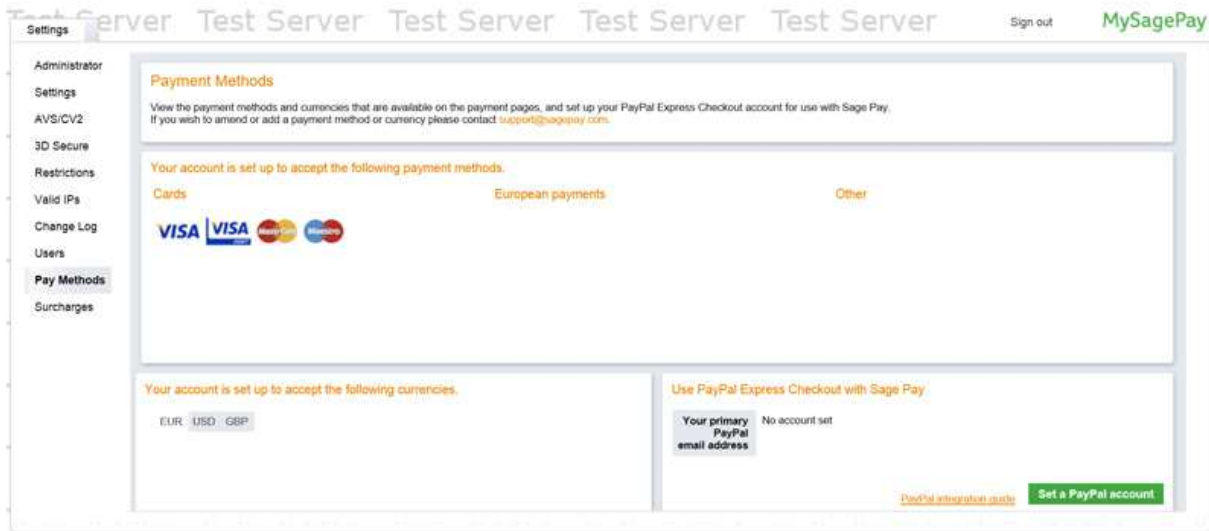 Test Server Test Server Test Server Test Server Test Server
Settings
Sign out
MySagePay
Administrator
Settings
AVS/CV2
3D Secure
Restrictions
Valid IPs
Change Log
Users
Pay Methods
Surcharges
Payment Methods
View the payment methods and currencies that are available on the payment pages, and set up your PayPal Express Checkout account for use with Sage Pay.
If you wish to amend or add a payment method or currency please contact support@sagepay.com.
Your account is set up to accept the following payment methods.
Cards
European payments
Other
VISA VISA MasterCard Maestro
Your account is set up to accept the following currencies.
EUR USD GBP
Use PayPal Express Checkout with Sage Pay
Your primary
PayPal
email address
No account set
PayPal integration guide
Set a PayPal account